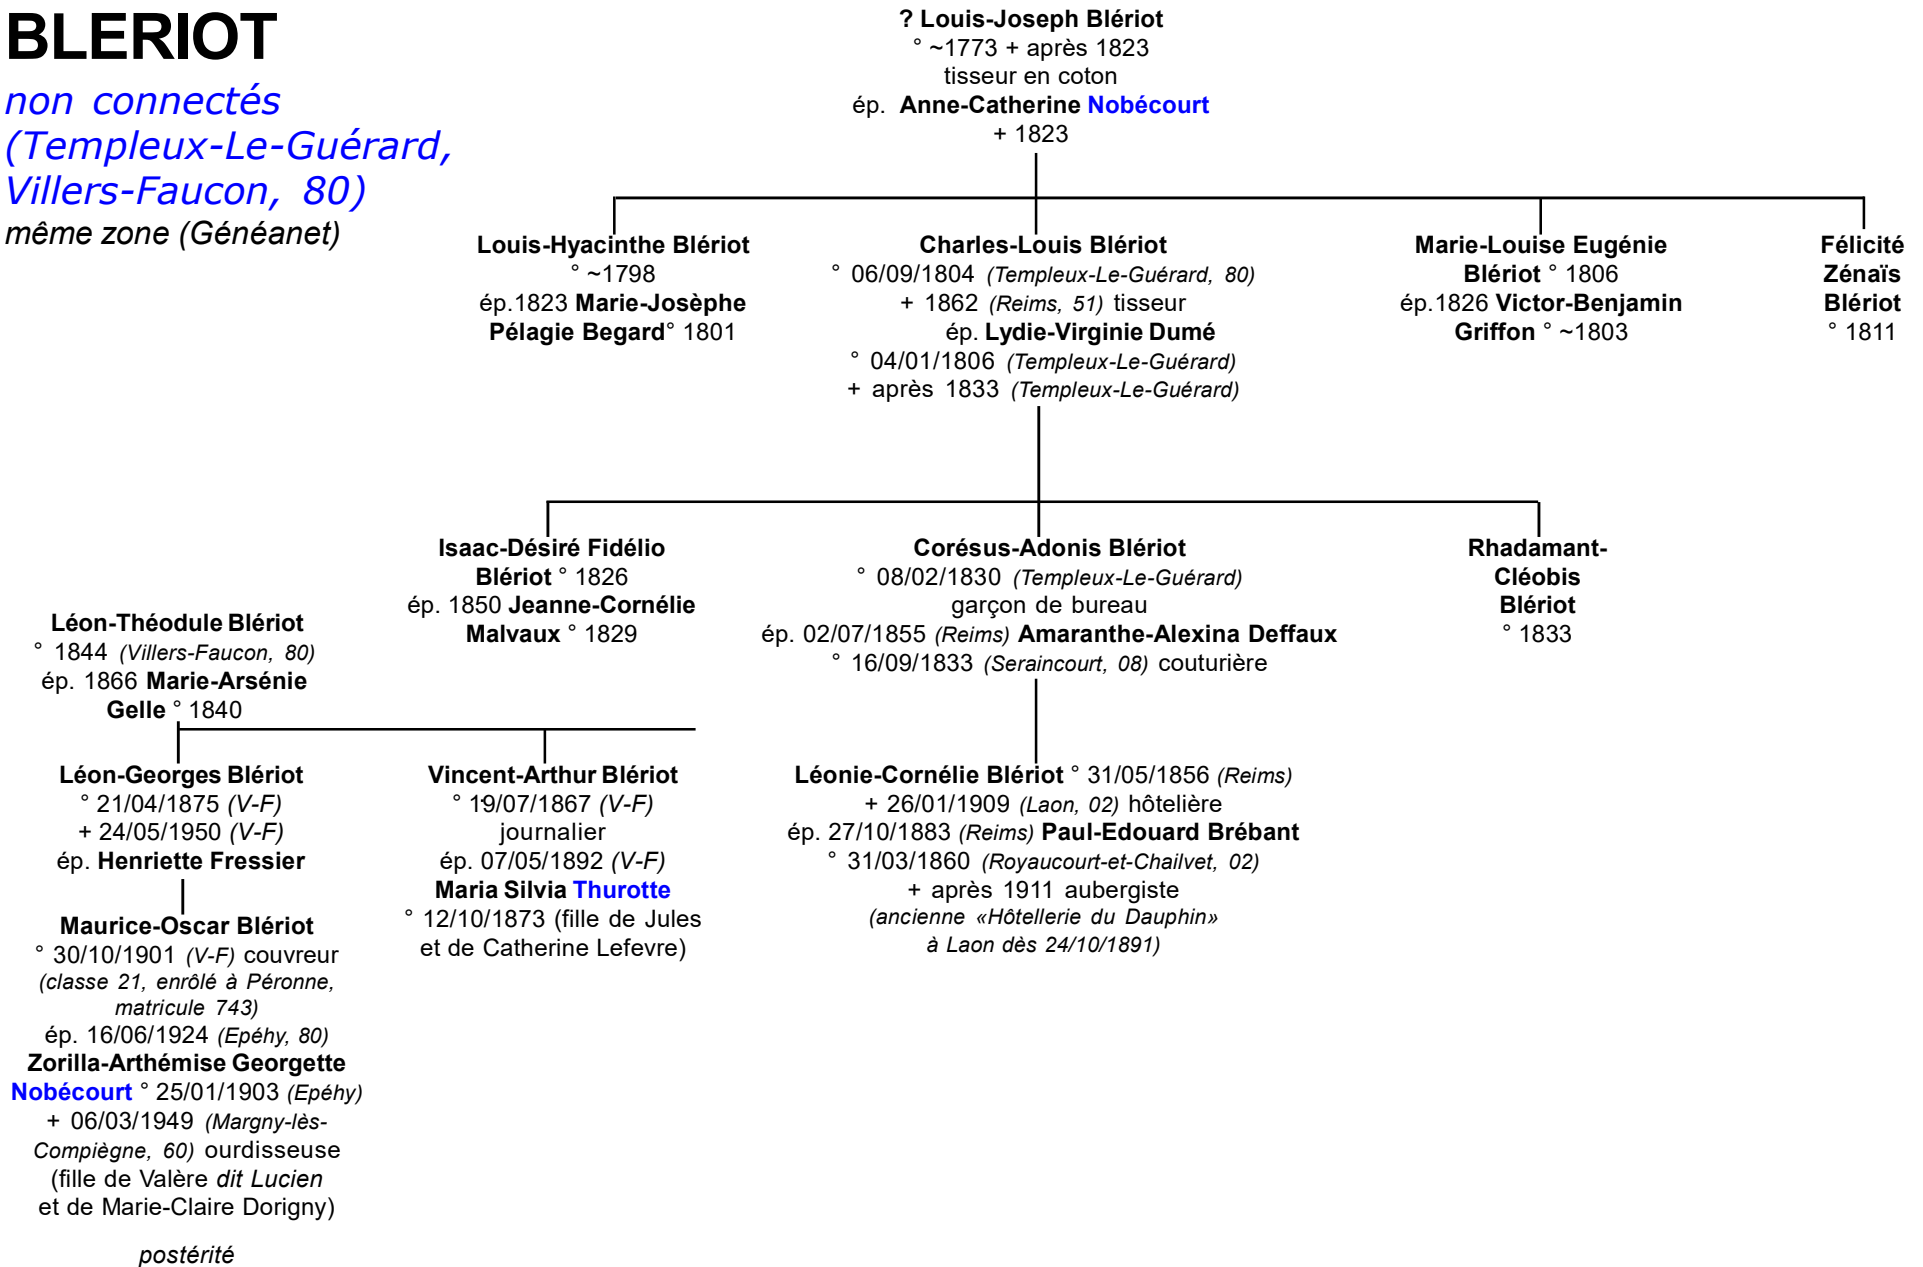 BLERIOT
non connectés
(Templeux-Le-Guérard,
Villers-Faucon, 80)
même zone (Généanet)
? Louis-Joseph Blériot
° ~1773 + après 1823
tisseur en coton
ép. Anne-Catherine Nobécourt
+ 1823
Louis-Hyacinthe Blériot
° ~1798
ép.1823 Marie-Josèphe
Pélagie Begard° 1801
Charles-Louis Blériot
° 06/09/1804 (Templeux-Le-Guérard, 80)
+ 1862 (Reims, 51) tisseur
ép. Lydie-Virginie Dumé
° 04/01/1806 (Templeux-Le-Guérard)
+ après 1833 (Templeux-Le-Guérard)
Marie-Louise Eugénie
Blériot ° 1806
ép.1826 Victor-Benjamin
Griffon ° ~1803
Félicité
Zénaïs
Blériot
° 1811
Isaac-Désiré Fidélio
Blériot ° 1826
ép. 1850 Jeanne-Cornélie
Malvaux ° 1829
Corésus-Adonis Blériot
° 08/02/1830 (Templeux-Le-Guérard)
garçon de bureau
ép. 02/07/1855 (Reims) Amaranthe-Alexina Deffaux
° 16/09/1833 (Seraincourt, 08) couturière
Rhadamant-
Cléobis
Blériot
° 1833
Léon-Théodule Blériot
° 1844 (Villers-Faucon, 80)
ép. 1866 Marie-Arsénie
Gelle ° 1840
Léon-Georges Blériot
° 21/04/1875 (V-F)
+ 24/05/1950 (V-F)
ép. Henriette Fressier
Vincent-Arthur Blériot
° 19/07/1867 (V-F)
journalier
ép. 07/05/1892 (V-F)
Maria Silvia Thurotte
° 12/10/1873 (fille de Jules
et de Catherine Lefevre)
Léonie-Cornélie Blériot ° 31/05/1856 (Reims)
+ 26/01/1909 (Laon, 02) hôtelière
ép. 27/10/1883 (Reims) Paul-Edouard Brébant
° 31/03/1860 (Royaucourt-et-Chailvet, 02)
+ après 1911 aubergiste
(ancienne «Hôtellerie du Dauphin»
à Laon dès 24/10/1891)
Maurice-Oscar Blériot
° 30/10/1901 (V-F) couvreur
(classe 21, enrôlé à Péronne,
matricule 743)
ép. 16/06/1924 (Epéhy, 80)
Zorilla-Arthémise Georgette
Nobécourt ° 25/01/1903 (Epéhy)
+ 06/03/1949 (Margny-lès-
Compiègne, 60) ourdisseuse
(fille de Valère dit Lucien
et de Marie-Claire Dorigny)
postérité